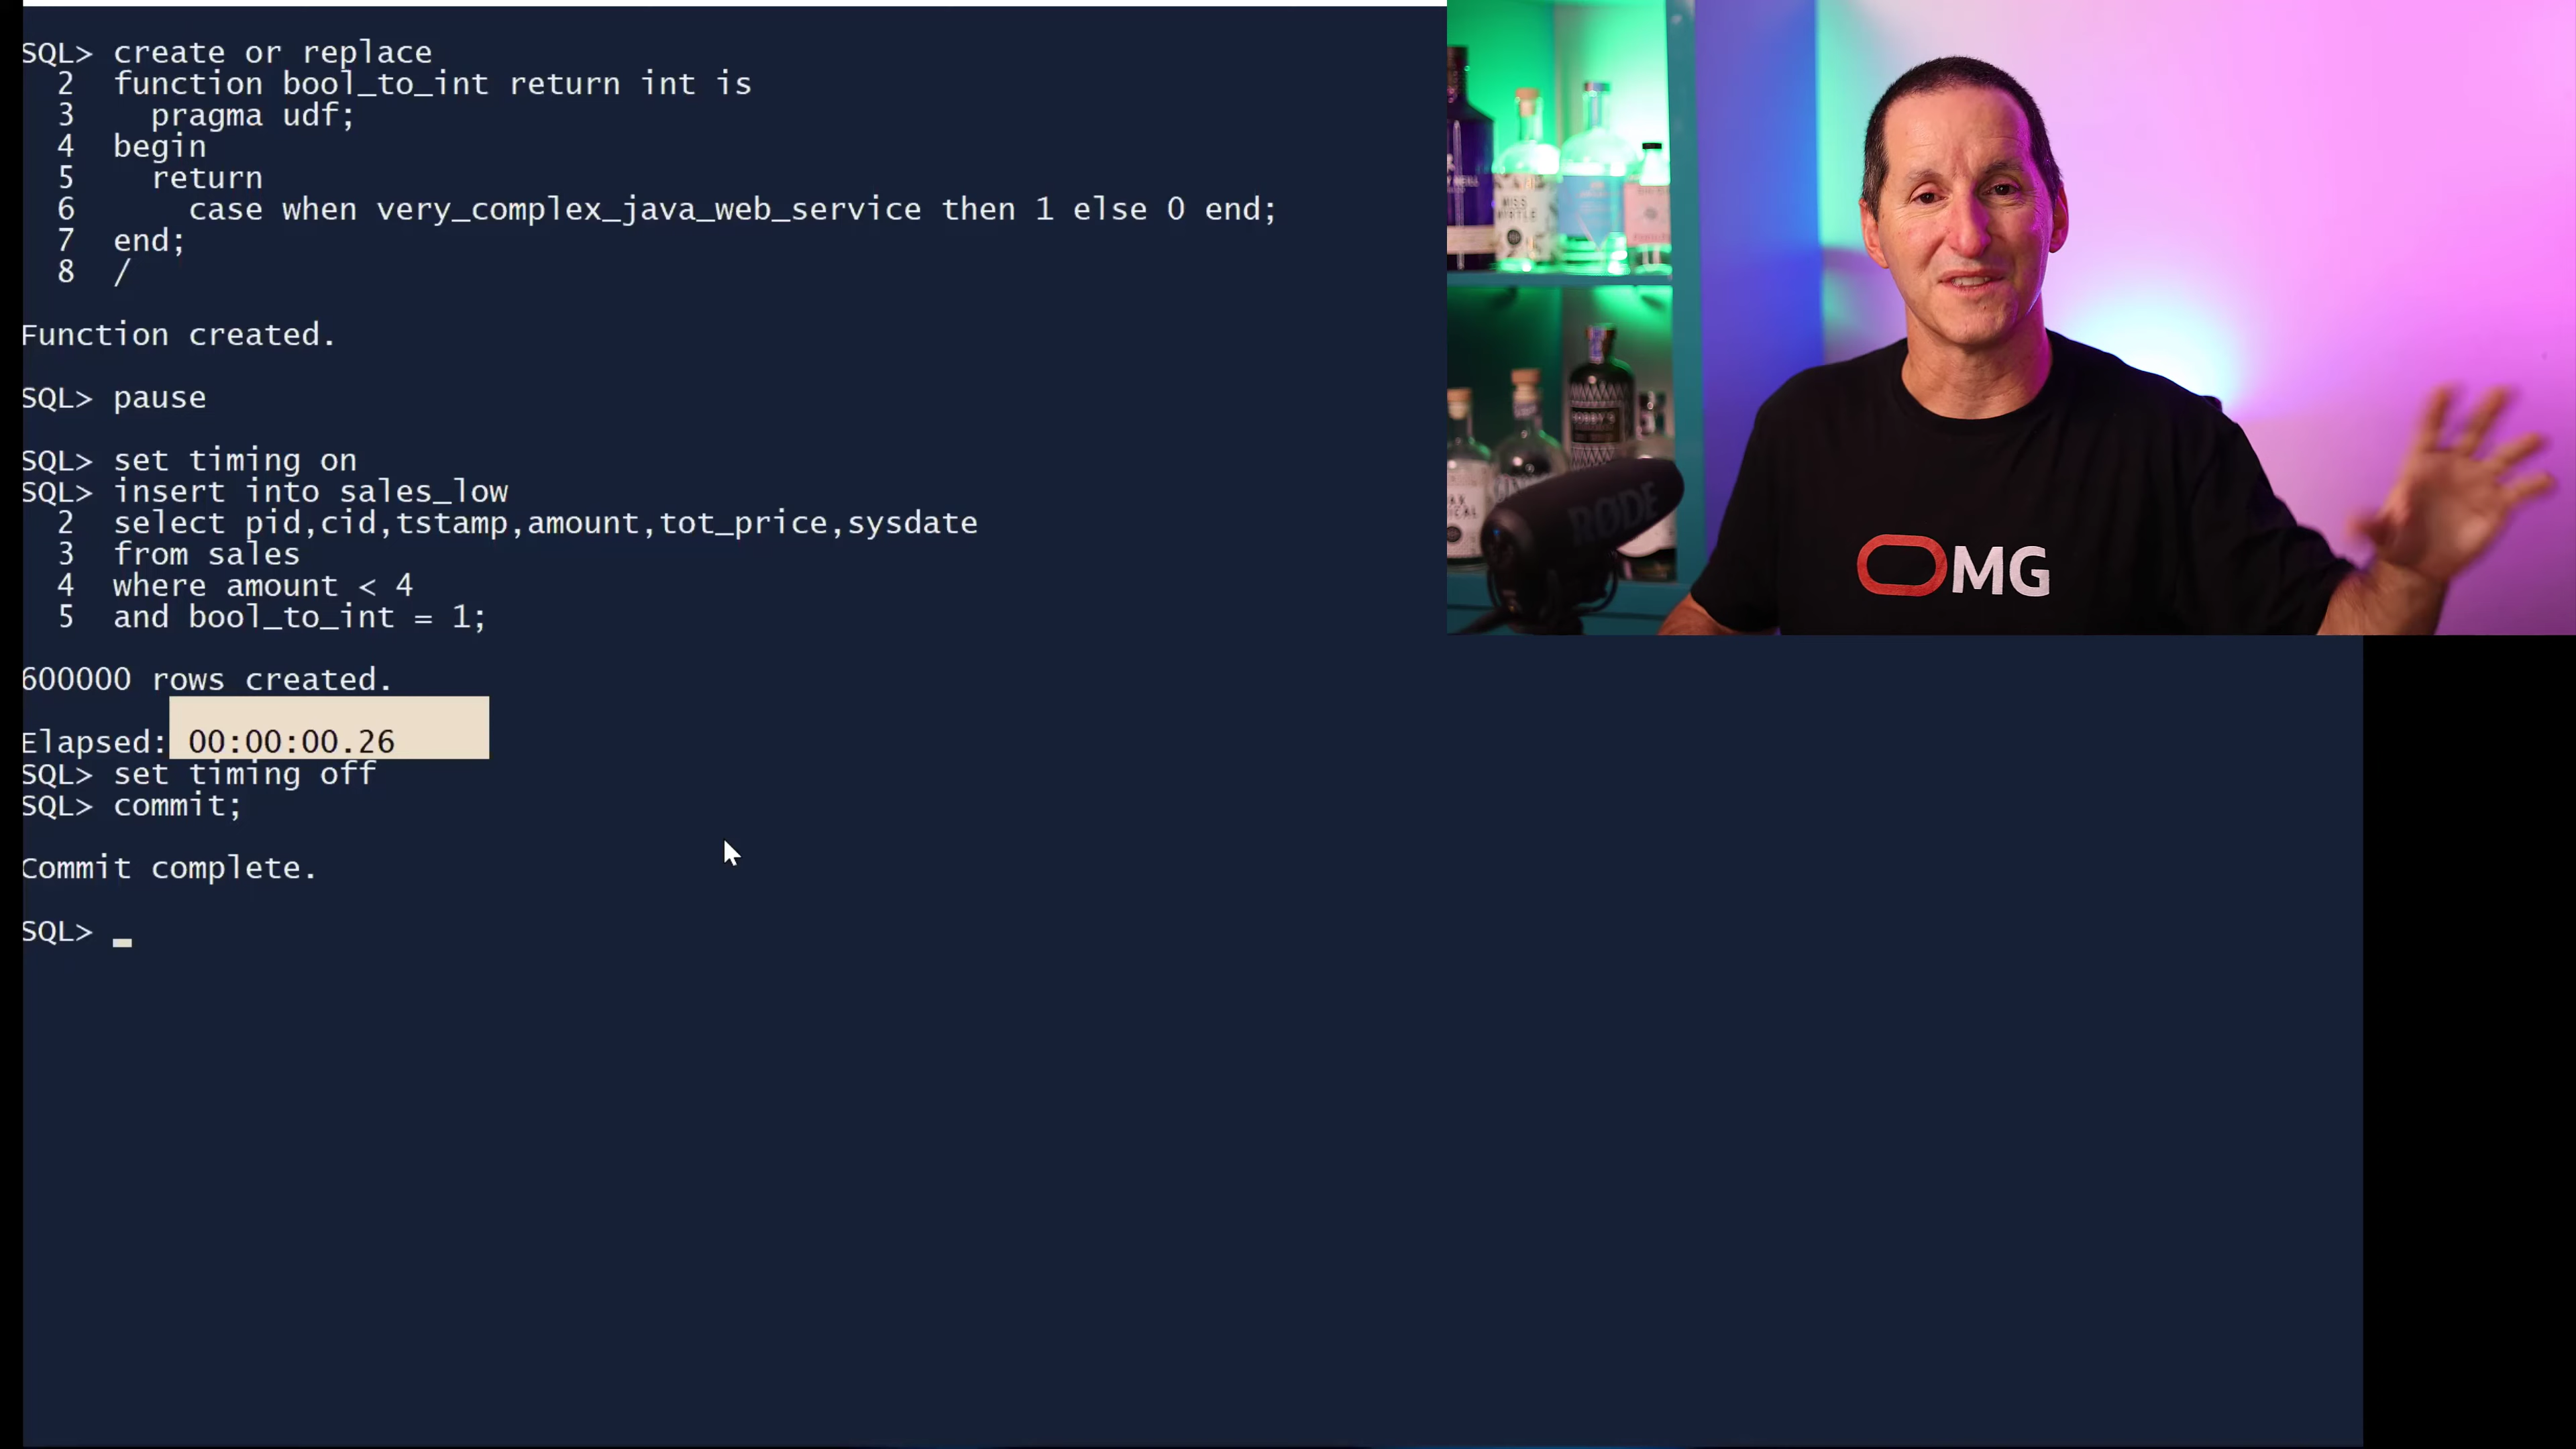 SQL> create or replace
  2  function bool_to_int return int is
  3    pragma udf;
  4  begin
  5    return
  6      case when very_complex_java_web_service then 1 else 0 end;
  7  end;
  8  /
Function created.
SQL> pause
SQL> set timing on
SQL> insert into sales_low
  2  select pid,cid,tstamp,amount,tot_price,sysdate
  3  from sales
  4  where amount < 4
  5  and bool_to_int = 1;
600000 rows created.
Elapsed: 00:00:00.26
SQL> set timing off
SQL> commit;
Commit complete.
SQL> _
MISS
RØDE
OMG